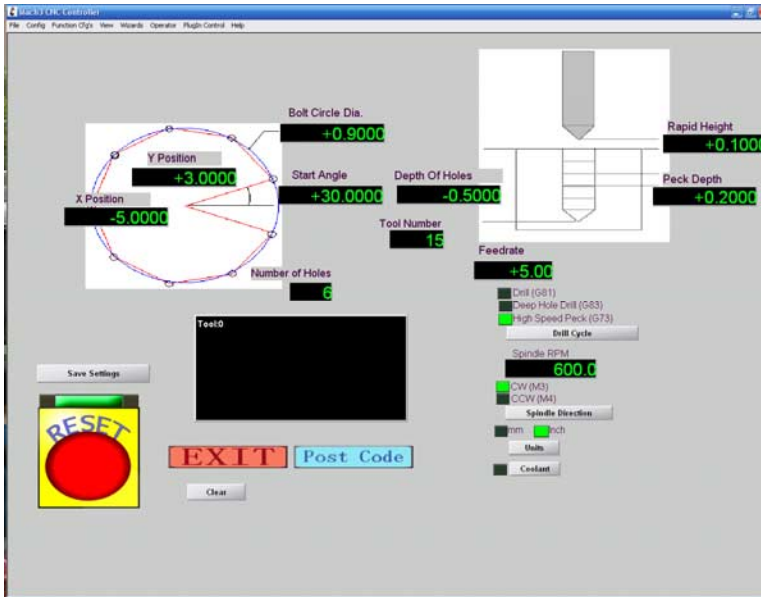 Mach3 CNC Controller
File Config Function Cfg's View Wizards Operator PlugIn Control Help
Bolt Circle Dia.
+0.9000
Rapid Height
+0.1000
Y Position
+3.0000
Start Angle
+30.0000
Depth Of Holes
-0.5000
Peck Depth
+0.2000
X Position
-5.0000
Tool Number
15
Feedrate
+5.00
Number of Holes
6
Drill (G81)
Deep Hole Drill (G83)
High Speed Peck (G73)
Drill Cycle
Tool:0
Spindle RPM
600.0
Save Settings
CW (M3)
CCW (M4)
Spindle Direction
RESET
mm Inch
Units
EXIT
Post Code
Coolant
Clear